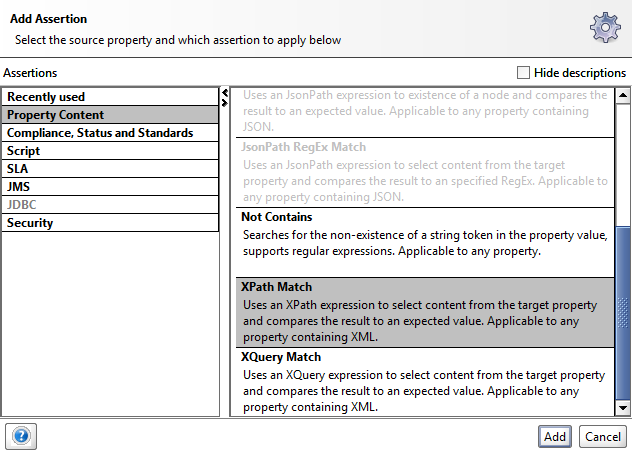 Add Assertion
Select the source property and which assertion to apply below
Assertions
Hide descriptions
Recently used
Property Content
Compliance, Status and Standards
Script
SLA
JMS
JDBC
Security
Uses an JsonPath expression to existence of a node and compares the
result to an expected value. Applicable to any property containing
JSON.
JsonPath RegEx Match
Uses an JsonPath expression to select content from the target
property and compares the result to an specified RegEx. Applicable to
any property containing JSON.
Not Contains
Searches for the non-existence of a string token in the property value,
supports regular expressions. Applicable to any property.
XPath Match
Uses an XPath expression to select content from the target property
and compares the result to an expected value. Applicable to any
property containing XML.
XQuery Match
Uses an XQuery expression to select content from the target property
and compares the result to an expected value. Applicable to any
property containing XML.
?
Add
Cancel